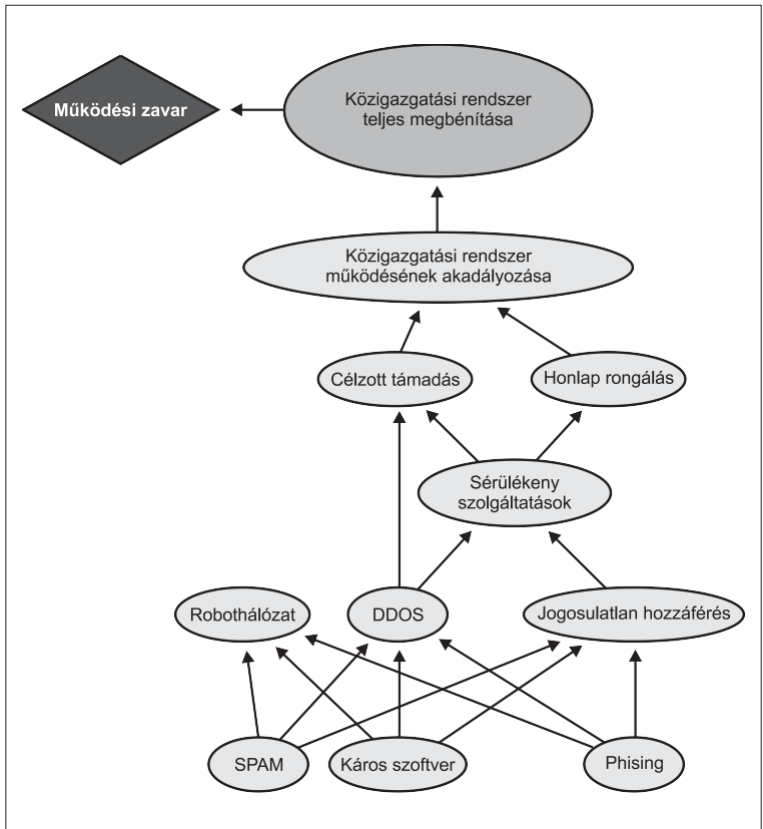 Működési zavar
Közigazgatási rendszer
teljes megbénítása
Közigazgatási rendszer
működésének akadályozása
Célzott támadás
Honlap rongálás
Sérülékeny
szolgáltatások
Robothálózat
DDOS
Jogosulatlan hozzáférés
SPAM
Káros szoftver
Phising